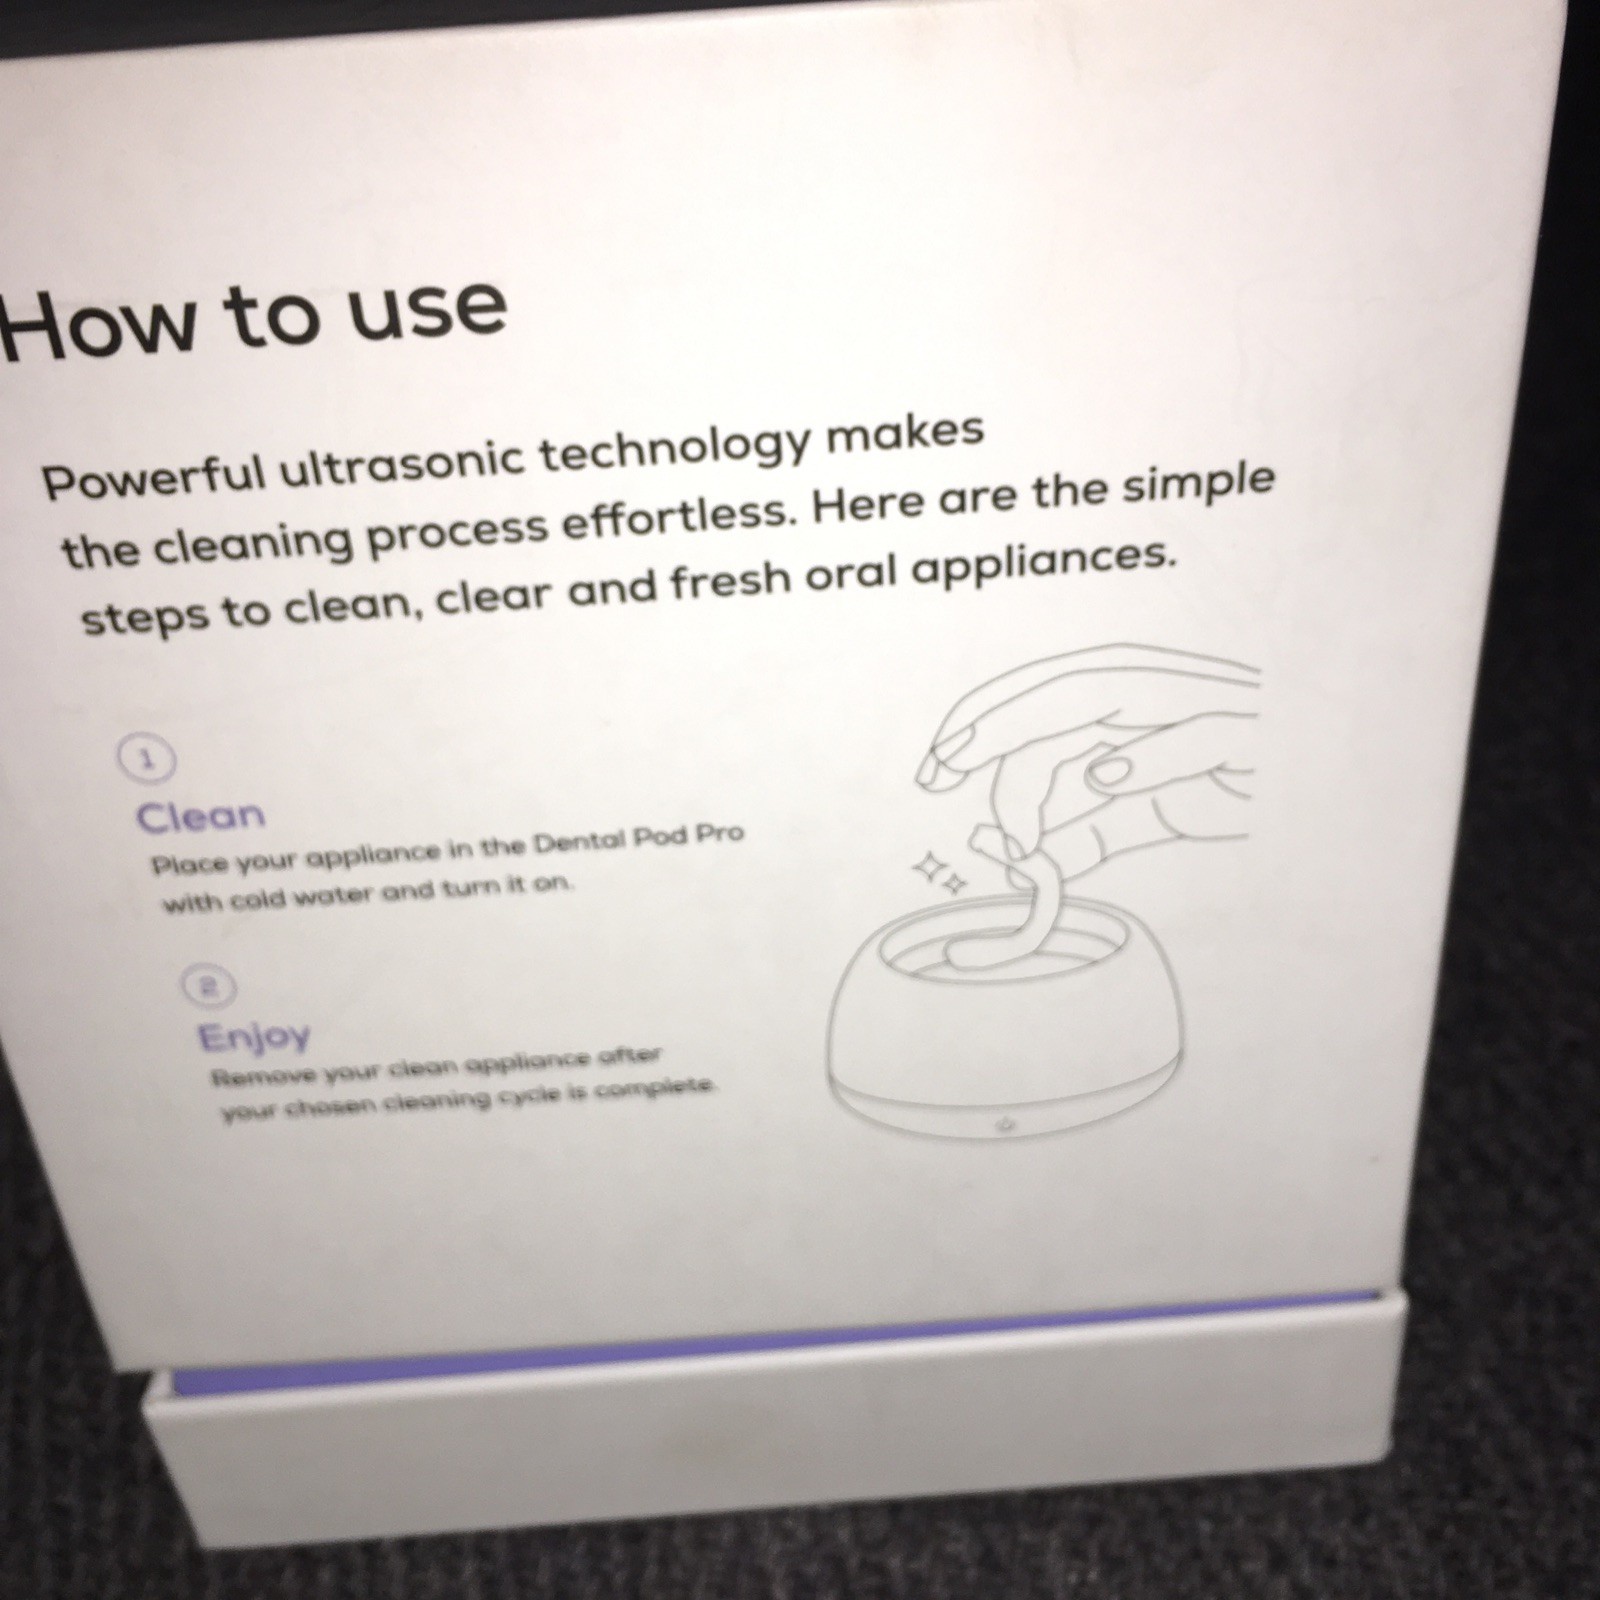 How to use
Powerful ultrasonic technology makes
the cleaning process effortless. Here are the simple
steps to clean, clear and fresh oral appliances.
1
Clean
Place your appliance in the Dental Pod Pro
with cold water and turn it on.
2
Enjoy
Remove your clean appliance after
your chosen cleaning cycle is complete.